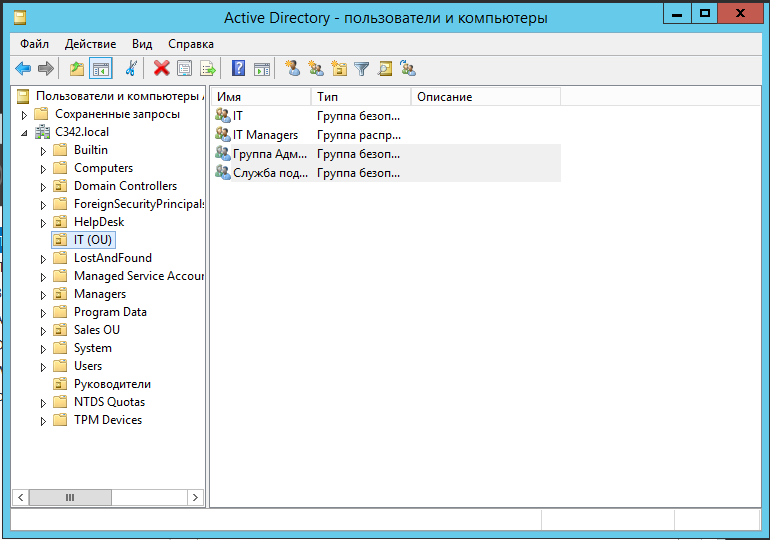 Active Directory - пользователи и компьютеры
Файл Действие Вид Справка
Пользователи и компьютеры
Сохраненные запросы
C342.local
Builtin
Computers
Domain Controllers
ForeignSecurityPrincipals
HelpDesk
IT (OU)
LostAndFound
Managed Service Accour
Managers
Program Data
Sales OU
System
Users
Руководители
NTDS Quotas
TPM Devices
Имя Тип Описание
IT Группа безоп...
IT Managers Группа распр...
Группа Адм... Группа безоп...
Служба под... Группа безоп...